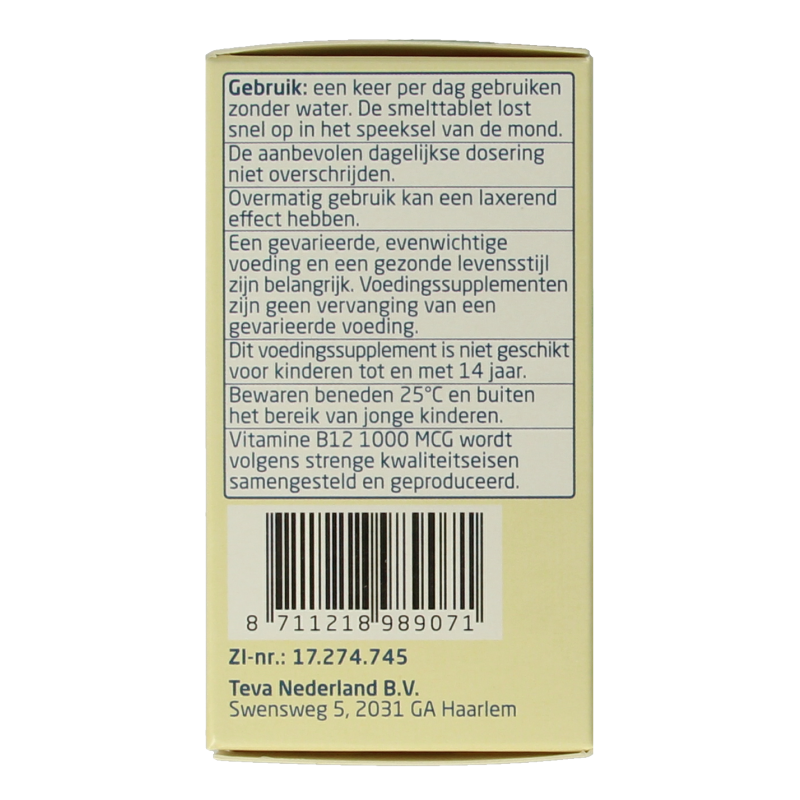 Gebruik: een keer per dag gebruiken
zonder water. De smelttablet lost
snel op in het speeksel van de mond.
De aanbevolen dagelijkse dosering
niet overschrijden.
Overmatig gebruik kan een laxerend
effect hebben.
Een gevarieerde, evenwichtige
voeding en een gezonde levensstijl
zijn belangrijk. Voedingssupplementen
zijn geen vervanging van een
gevarieerde voeding.
Dit voedingssupplement is niet geschikt
voor kinderen tot en met 14 jaar.
Bewaren beneden 25°C en buiten
het bereik van jonge kinderen.
Vitamine B12 1000 MCG wordt
volgens strenge kwaliteitseisen
samengesteld en geproduceerd.
8 711218 989071
ZI-nr.: 17.274.745
Teva Nederland B.V.
Swensweg 5, 2031 GA Haarlem